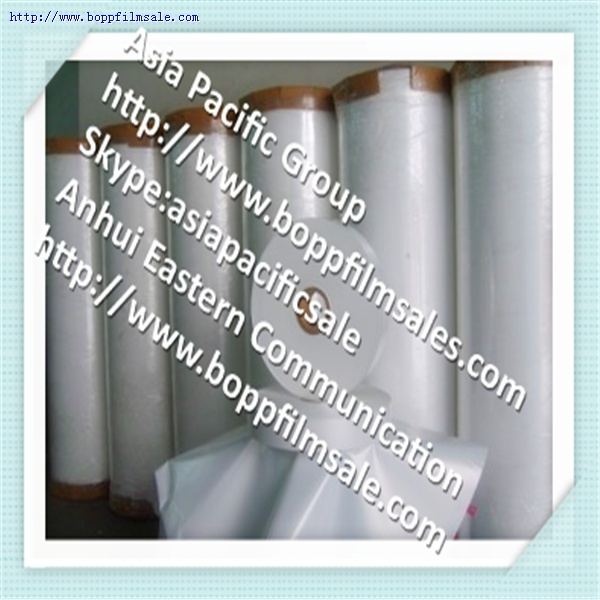 http://www.boppfilmsale.com
Asia Pacific Group
http://www.boppfilmsales.com
Skype:asiapacificsale
Anhui Eastern Communication
http://www.boppfilmsale.com